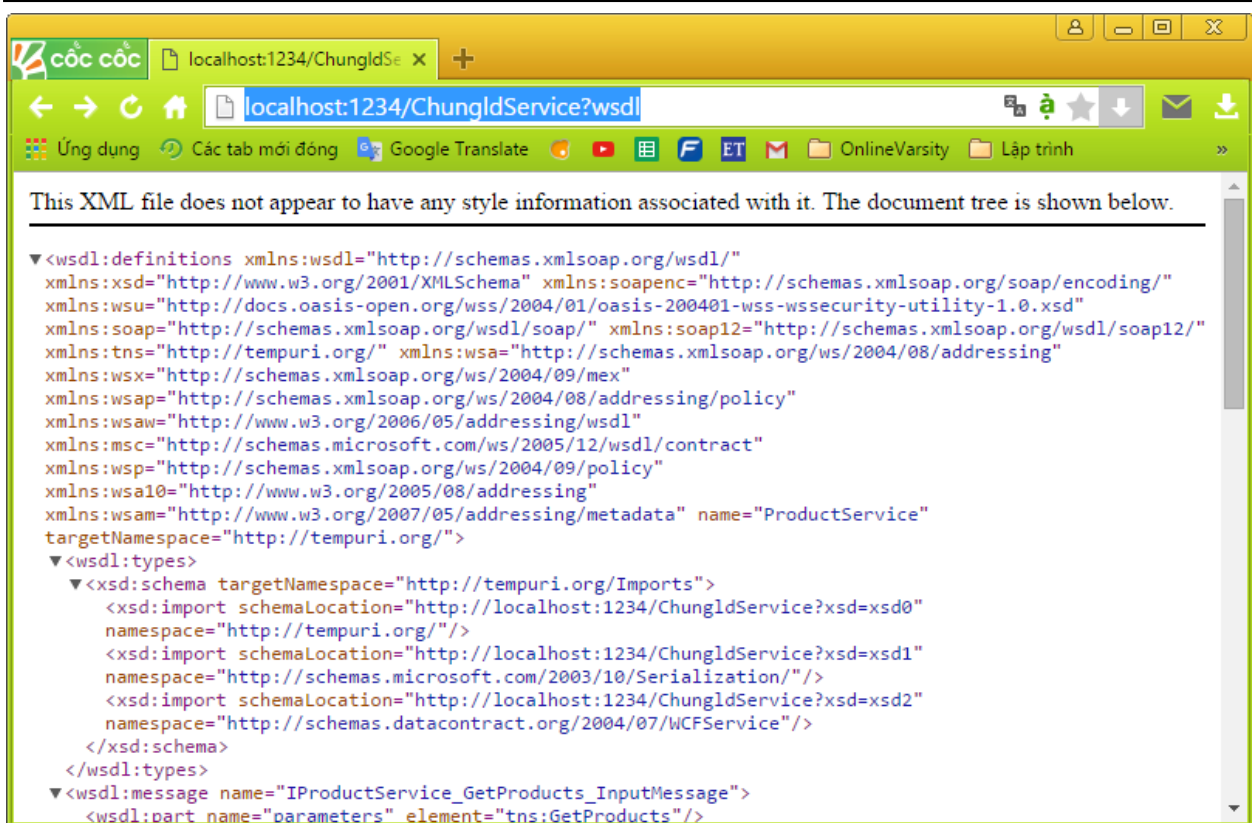 cốc cốc localhost:1234/ChungldSe
localhost:1234/ChungldService?wsdl
Ứng dụng Các tab mới đóng Google Translate ET OnlineVarsity Lập trình »
This XML file does not appear to have any style information associated with it. The document tree is shown below.
▼<wsdl:definitions xmlns:wsdl="http://schemas.xmlsoap.org/wsdl/"
xmlns:xsd="http://www.w3.org/2001/XMLSchema" xmlns:soapenc="http://schemas.xmlsoap.org/soap/encoding/"
xmlns:wsu="http://docs.oasis-open.org/wss/2004/01/oasis-200401-wss-wssecurity-utility-1.0.xsd"
xmlns:soap="http://schemas.xmlsoap.org/wsdl/soap/" xmlns:soap12="http://schemas.xmlsoap.org/wsdl/soap12/"
xmlns:tns="http://tempuri.org/" xmlns:wsa="http://schemas.xmlsoap.org/ws/2004/08/addressing"
xmlns:wsx="http://schemas.xmlsoap.org/ws/2004/09/mex"
xmlns:wsap="http://schemas.xmlsoap.org/ws/2004/08/addressing/policy"
xmlns:wsaw="http://www.w3.org/2006/05/addressing/wsdl"
xmlns:msc="http://schemas.microsoft.com/ws/2005/12/wsdl/contract"
xmlns:wsp="http://schemas.xmlsoap.org/ws/2004/09/policy"
xmlns:wsa10="http://www.w3.org/2005/08/addressing"
xmlns:wsam="http://www.w3.org/2007/05/addressing/metadata" name="ProductService"
targetNamespace="http://tempuri.org/">
▼<wsdl:types>
▼<xsd:schema targetNamespace="http://tempuri.org/Imports">
<xsd:import schemaLocation="http://localhost:1234/ChungldService?xsd=xsd0"
namespace="http://tempuri.org/"/>
<xsd:import schemaLocation="http://localhost:1234/ChungldService?xsd=xsd1"
namespace="http://schemas.microsoft.com/2003/10/Serialization/"/>
<xsd:import schemaLocation="http://localhost:1234/ChungldService?xsd=xsd2"
namespace="http://schemas.datacontract.org/2004/07/WCFService"/>
</xsd:schema>
</wsdl:types>
▼<wsdl:message name="IProductService_GetProducts_InputMessage">
<wsdl:part name="parameters" element="tns:GetProducts"/>